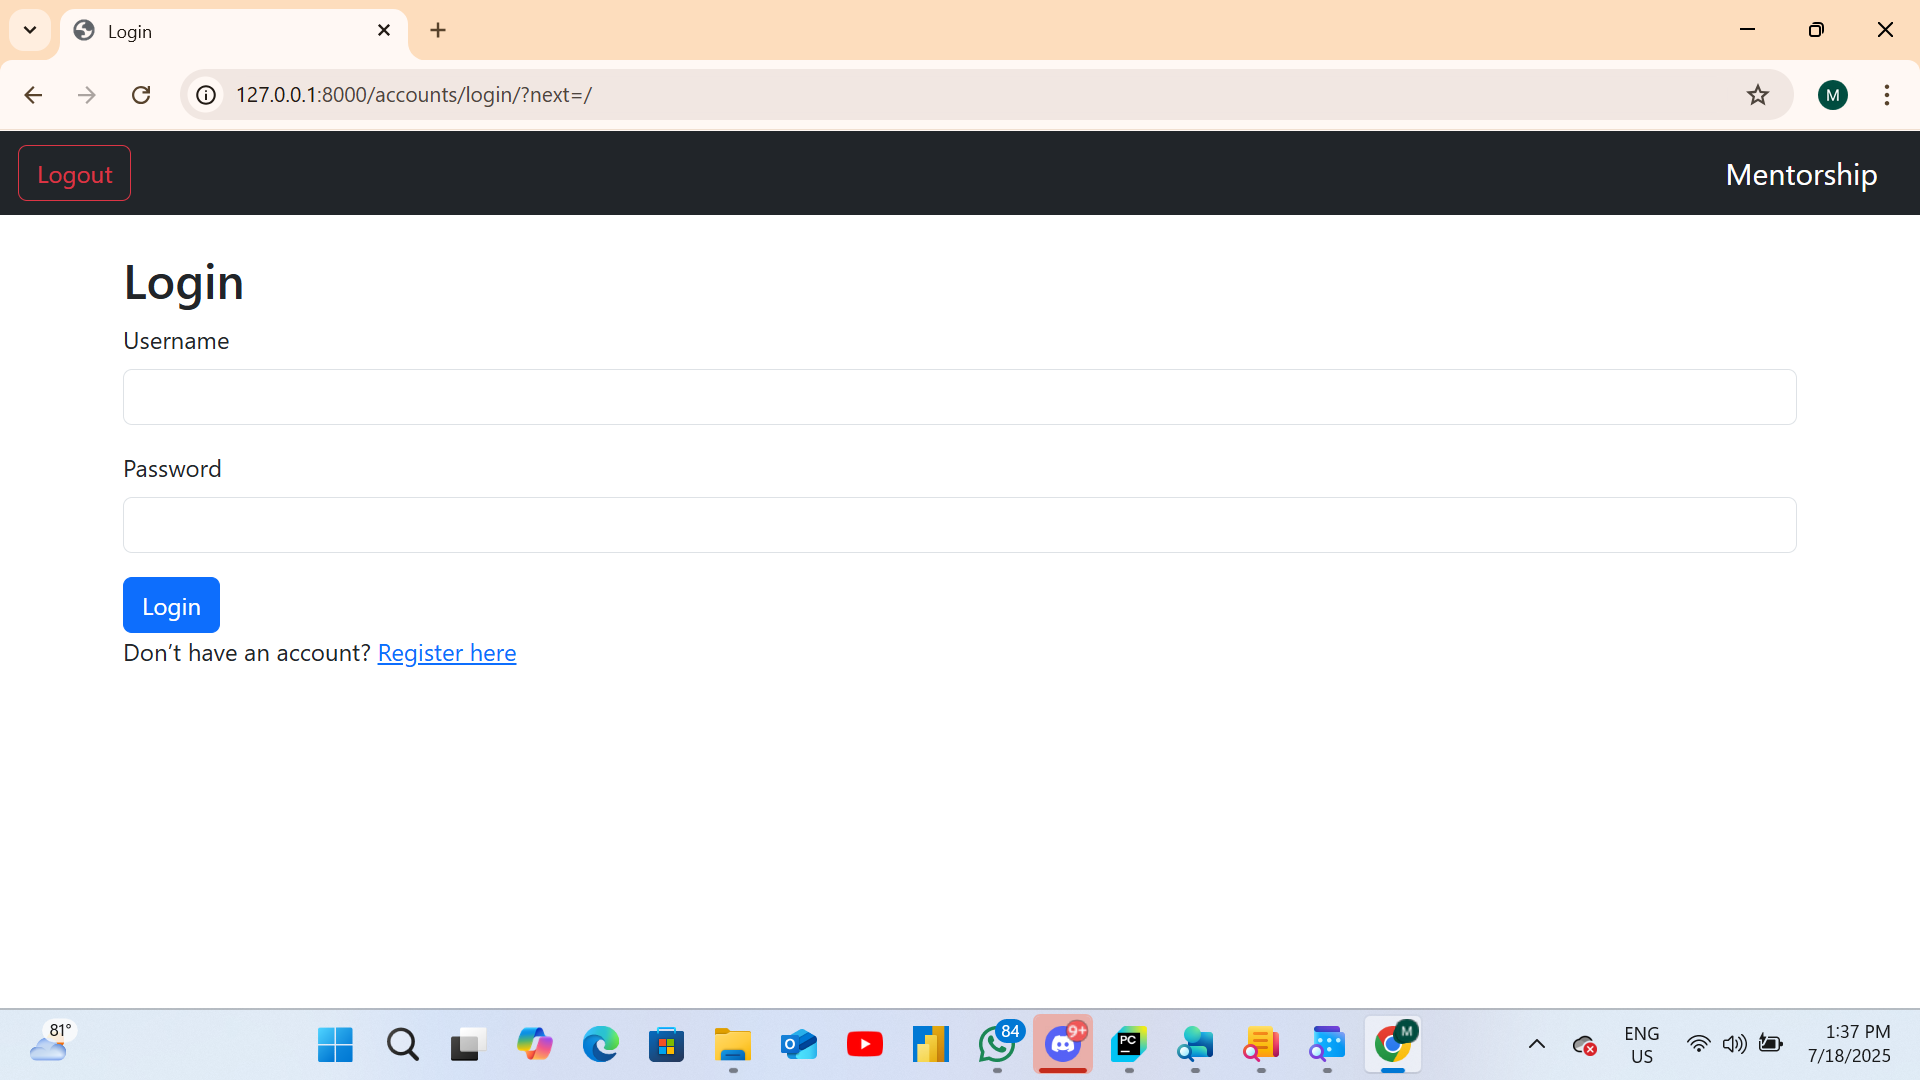 Login
127.0.0.1:8000/accounts/login/?next=/
M
Logout
Mentorship
Login
Username
Password
Login
Don’t have an account? Register here
81°
84
9+
PC
M
ENG
US
1:37 PM
7/18/2025